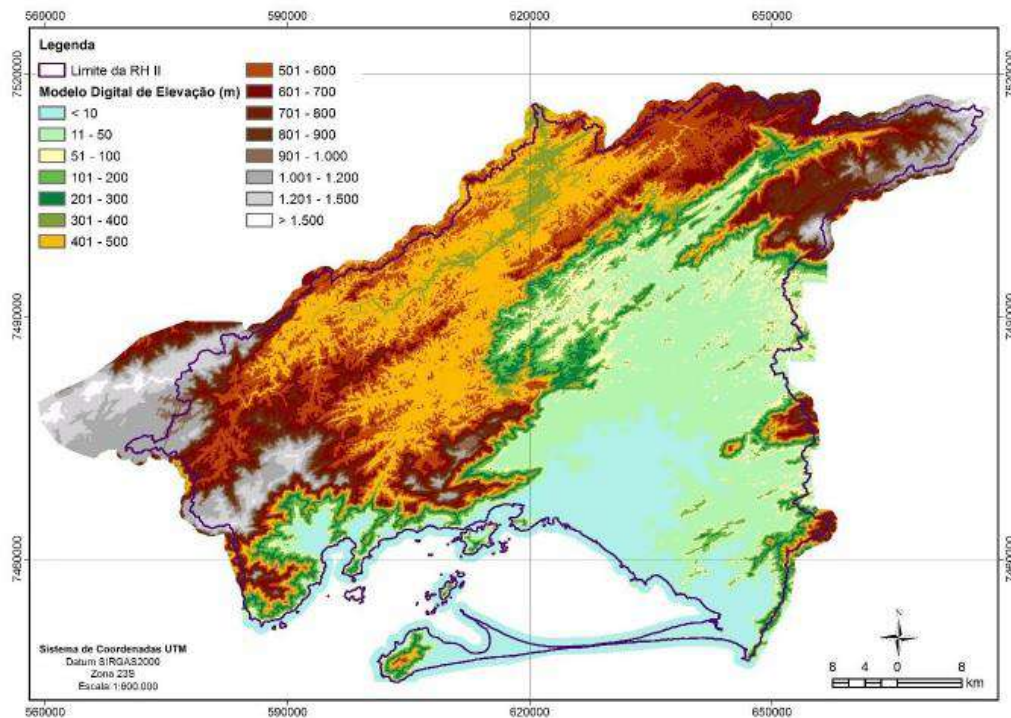 560000 590000 620000 650000
Legenda
Limite da RH II
Modelo Digital de Elevação (m)
< 10
11 - 50
51 - 100
101 - 200
201 - 300
301 - 400
401 - 500
501 - 600
601 - 700
701 - 800
801 - 900
901 - 1.000
1.001 - 1.200
1.201 - 1.500
> 1.500
7520000 7520000
7490000 7490000
7460000 7460000
Sistema de Coordenadas UTM
Datum SIRGAS2000
Zona 23S
Escala 1:600.000
N
8 4 0 8
km
560000 590000 620000 650000